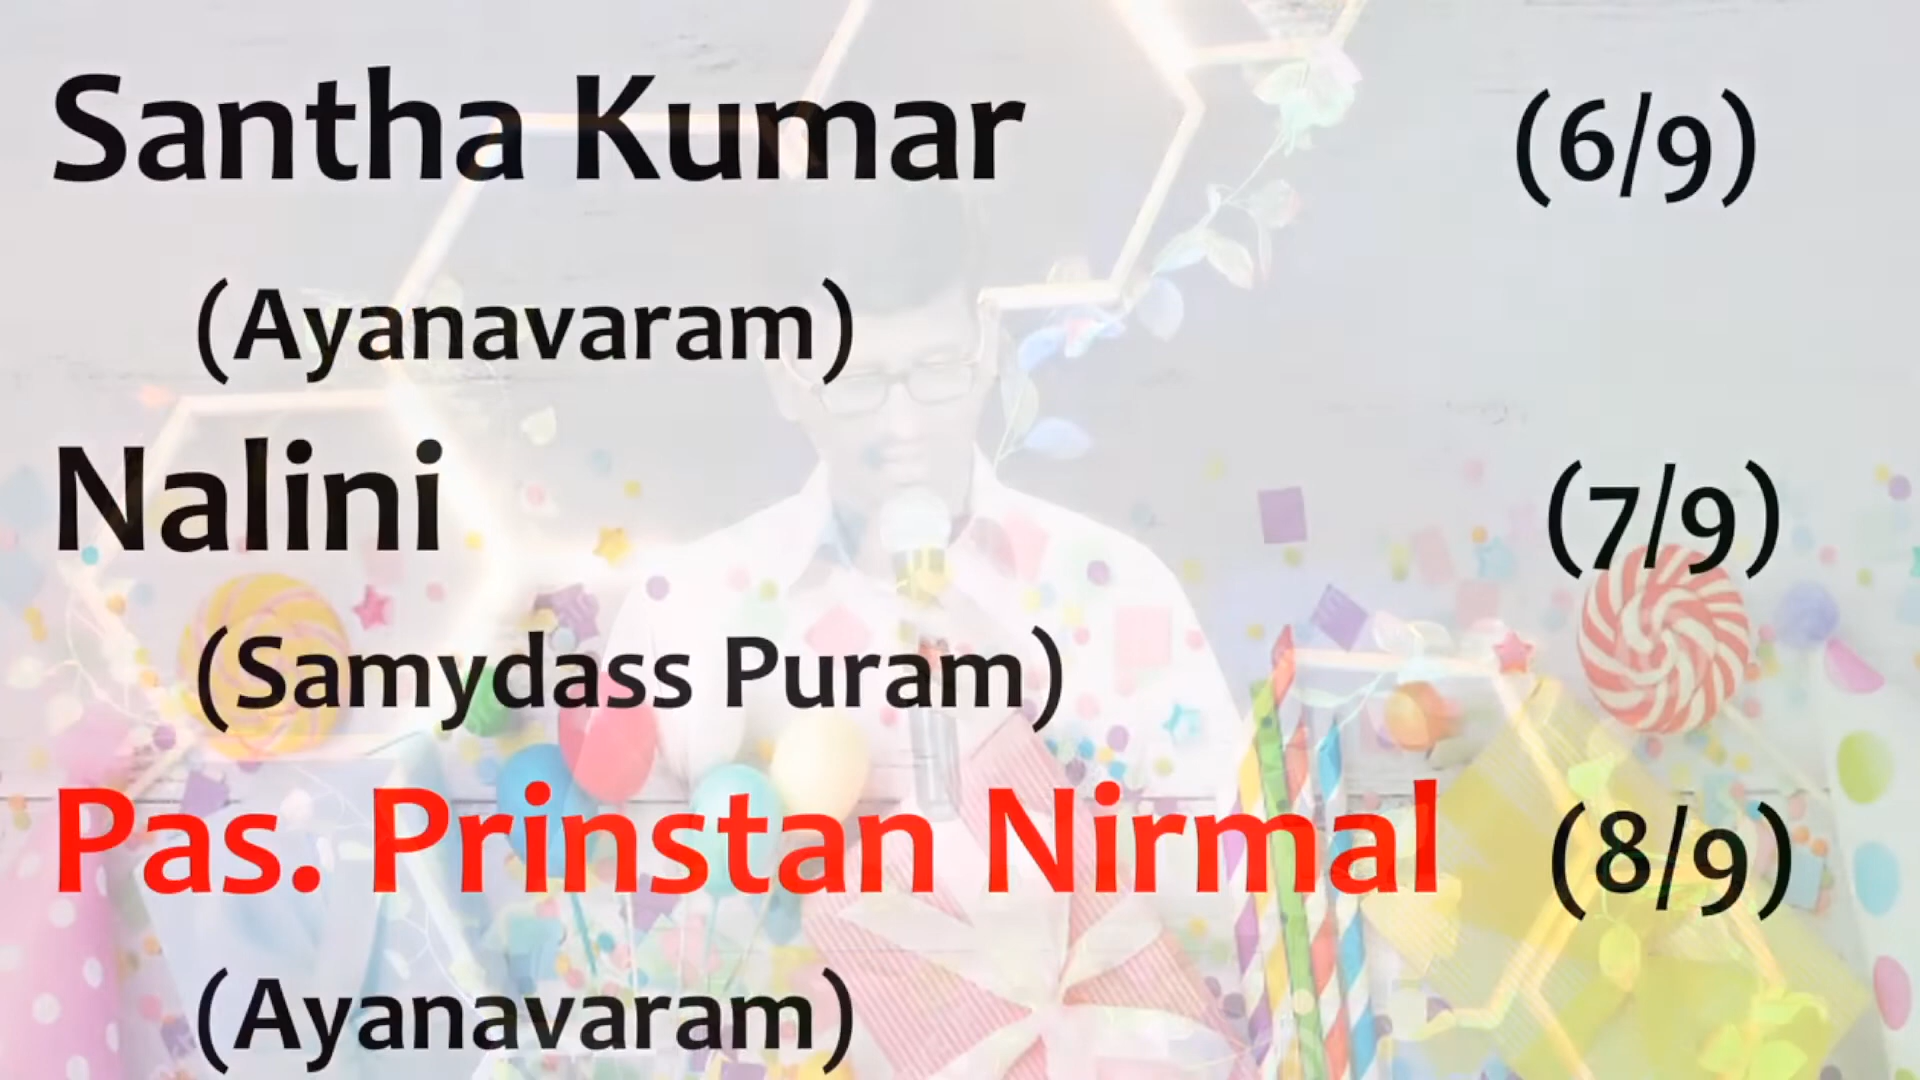 Santha Kumar (6/9)
(Ayanavaram)
Nalini (7/9)
(Samydass Puram)
Pas. Prinstan Nirmal (8/9)
(Ayanavaram)